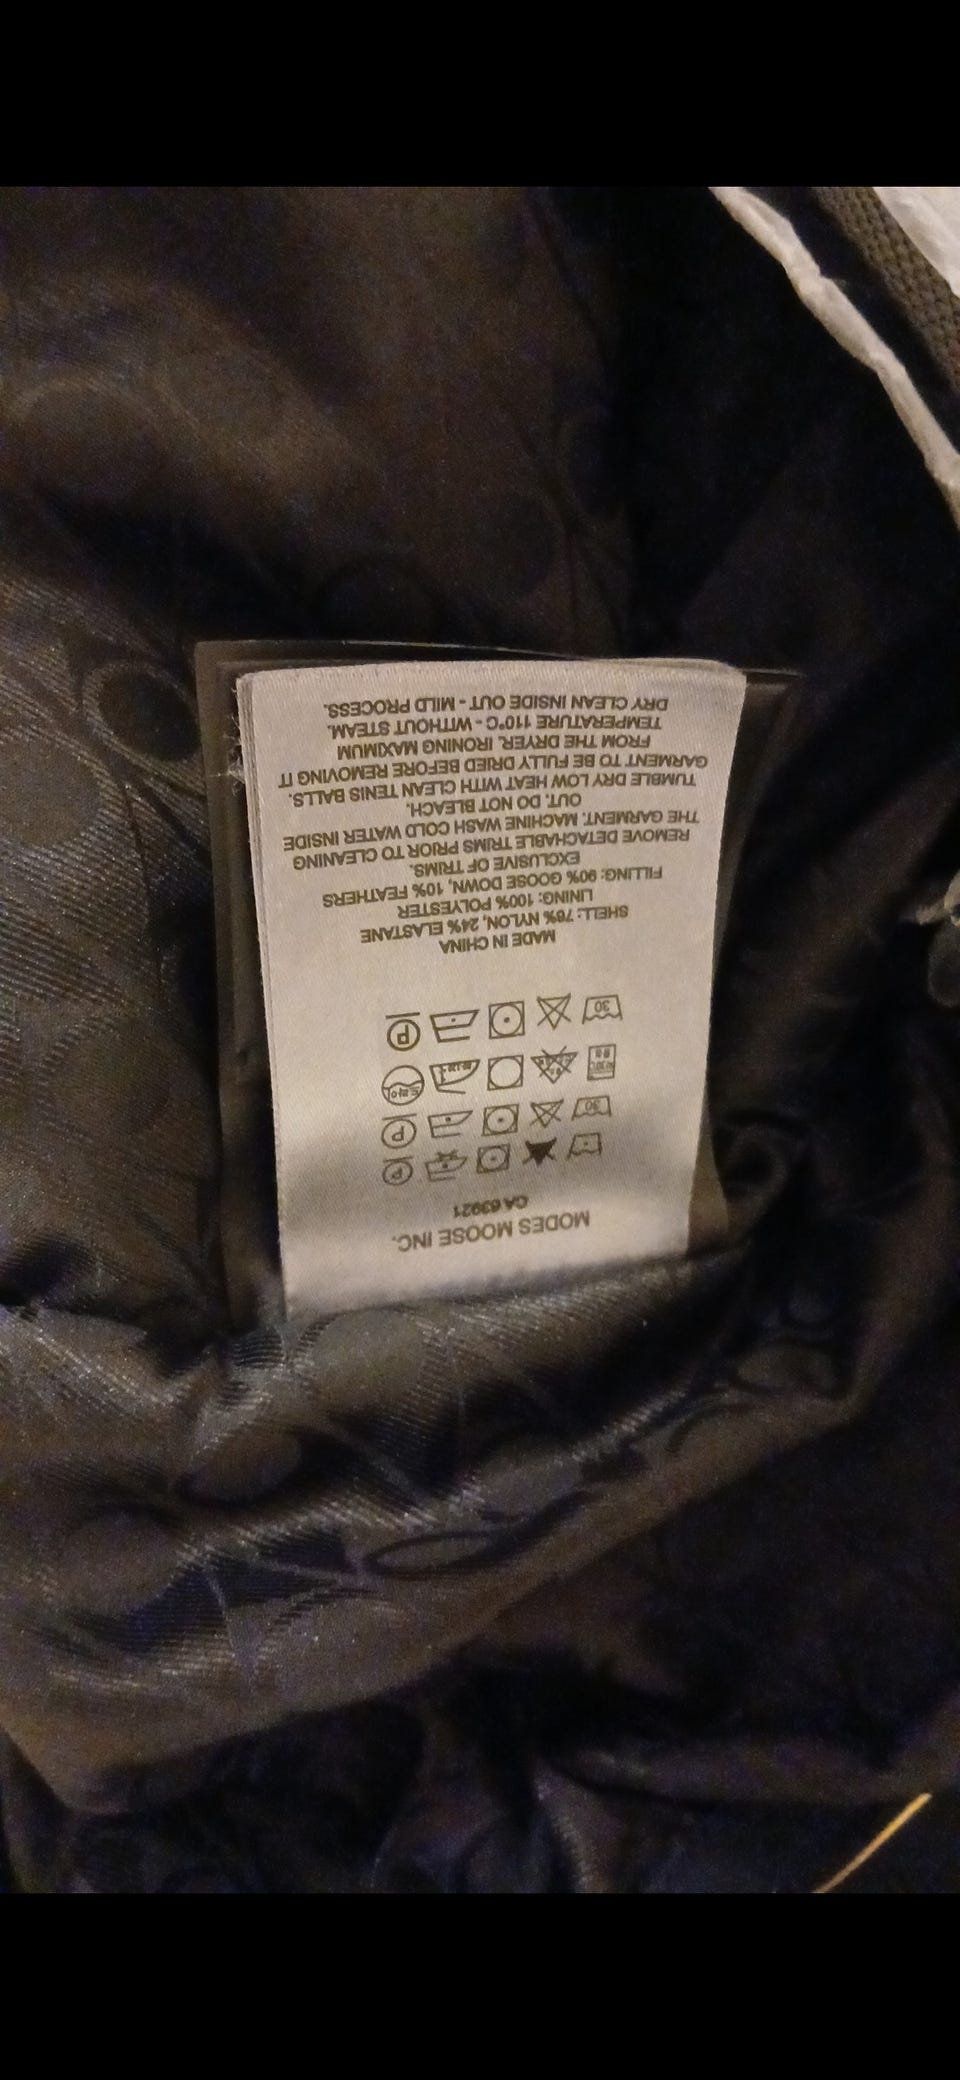 MODES MOOSE INC.
CA 63921
30
30
MADE IN CHINA
SHELL: 76% NYLON, 24% ELASTANE
LINING: 100% POLYESTER
FILLING: 90% GOOSE DOWN, 10% FEATHERS
EXCLUSIVE OF TRIMS.
REMOVE DETACHABLE TRIMS PRIOR TO CLEANING
THE GARMENT. MACHINE WASH COLD WATER INSIDE
OUT. DO NOT BLEACH.
TUMBLE DRY LOW HEAT WITH CLEAN TENIS BALLS.
GARMENT TO BE FULLY DRIED BEFORE REMOVING IT
FROM THE DRYER. IRONING MAXIMUM
TEMPERATURE 110°C - WITHOUT STEAM.
DRY CLEAN INSIDE OUT - MILD PROCESS.